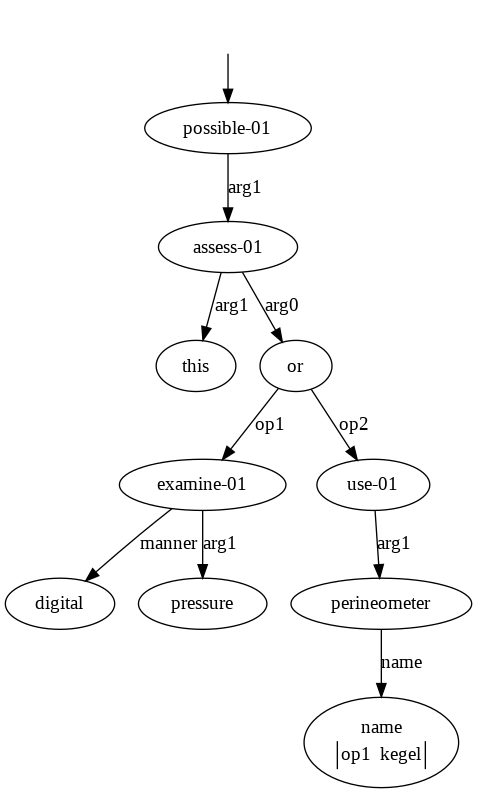 possible-01
arg1
assess-01
arg1 arg0
this or
op1 op2
examine-01 use-01
manner arg1 arg1
digital pressure perineometer
name
name
op1 kegel